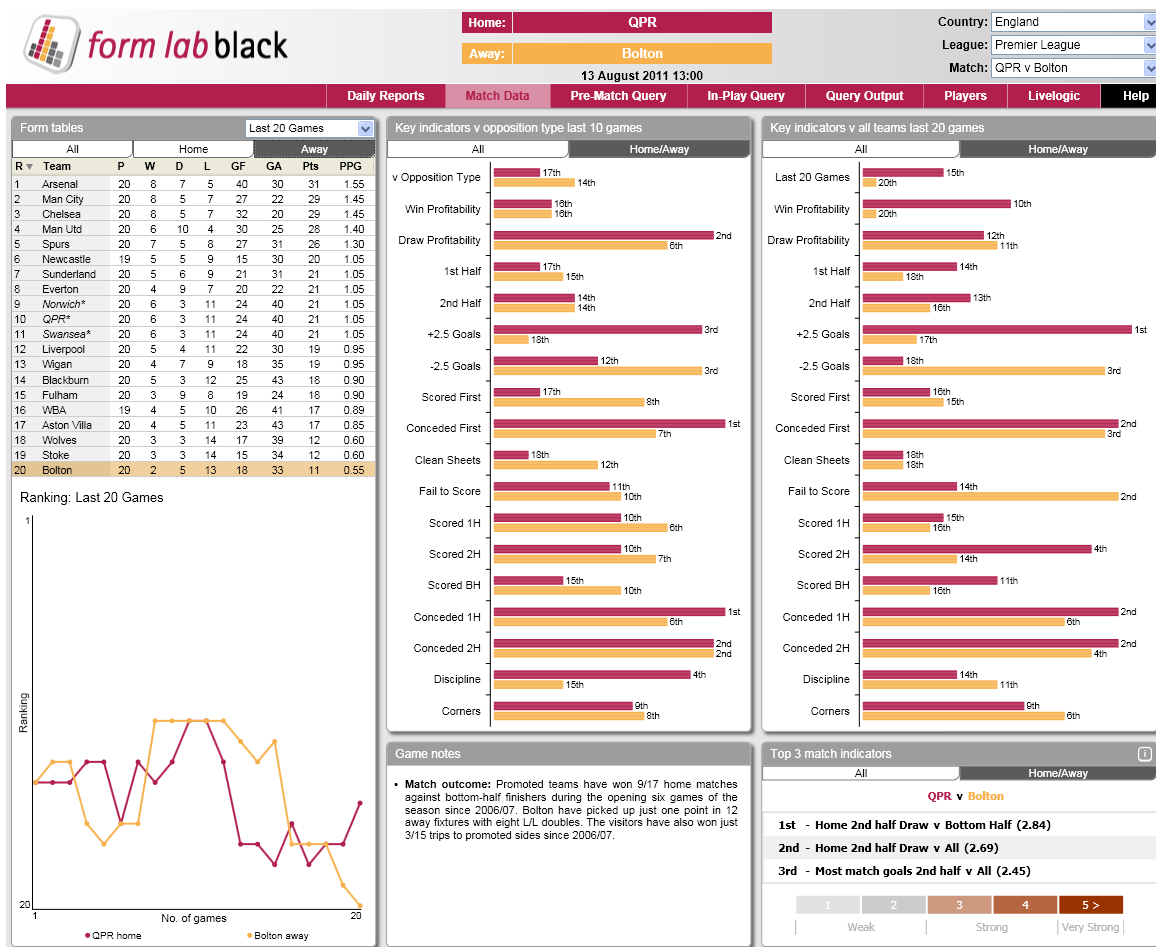 form lab black
Home: QPR
Away: Bolton
13 August 2011 13:00
Country: England
League: Premier League
Match: QPR v Bolton
Daily Reports Match Data Pre-Match Query In-Play Query Query Output Players Livelogic Help
Form tables Last 20 Games
All Home Away
R Team P W D L GF GA Pts PPG
1 Arsenal 20 8 7 5 40 30 31 1.55
2 Man City 20 8 5 7 27 22 29 1.45
3 Chelsea 20 8 5 7 32 20 29 1.45
4 Man Utd 20 6 10 4 30 25 28 1.40
5 Spurs 20 7 5 8 27 31 26 1.30
6 Newcastle 19 5 5 9 15 30 20 1.05
7 Sunderland 20 5 6 9 21 31 21 1.05
8 Everton 20 4 9 7 20 22 21 1.05
9 Norwich* 20 6 3 11 24 40 21 1.05
10 QPR* 20 6 3 11 24 40 21 1.05
11 Swansea* 20 6 3 11 24 40 21 1.05
12 Liverpool 20 5 4 11 22 30 19 0.95
13 Wigan 20 4 7 9 18 35 19 0.95
14 Blackburn 20 5 3 12 25 43 18 0.90
15 Fulham 20 3 9 8 19 24 18 0.90
16 WBA 19 4 5 10 26 41 17 0.89
17 Aston Villa 20 4 5 11 23 43 17 0.85
18 Wolves 20 3 3 14 17 39 12 0.60
19 Stoke 20 3 3 14 15 34 12 0.60
20 Bolton 20 2 5 13 18 33 11 0.55
Ranking: Last 20 Games
1
Ranking
20
1 No. of games 20
QPR home Bolton away
Key indicators v opposition type last 10 games
All Home/Away
v Opposition Type 17th 14th
Win Profitability 16th 16th
Draw Profitability 2nd 6th
1st Half 17th 15th
2nd Half 14th 14th
+2.5 Goals 3rd 18th
-2.5 Goals 12th 3rd
Scored First 17th 8th
Conceded First 1st 7th
Clean Sheets 18th 12th
Fail to Score 11th 10th
Scored 1H 10th 6th
Scored 2H 10th 7th
Scored BH 15th 10th
Conceded 1H 1st 6th
Conceded 2H 2nd 2nd
Discipline 4th 15th
Corners 9th 8th
Key indicators v all teams last 20 games
All Home/Away
Last 20 Games 15th 20th
Win Profitability 10th 20th
Draw Profitability 12th 11th
1st Half 14th 18th
2nd Half 13th 16th
+2.5 Goals 1st 17th
-2.5 Goals 18th 3rd
Scored First 16th 15th
Conceded First 2nd 3rd
Clean Sheets 18th 18th
Fail to Score 14th 2nd
Scored 1H 15th 16th
Scored 2H 4th 14th
Scored BH 11th 16th
Conceded 1H 2nd 6th
Conceded 2H 2nd 4th
Discipline 14th 11th
Corners 9th 6th
Game notes
• Match outcome: Promoted teams have won 9/17 home matches
against bottom-half finishers during the opening six games of the
season since 2006/07. Bolton have picked up just one point in 12
away fixtures with eight L/L doubles. The visitors have also won just
3/15 trips to promoted sides since 2006/07.
Top 3 match indicators i
All Home/Away
QPR v Bolton
1st - Home 2nd half Draw v Bottom Half (2.84)
2nd - Home 2nd half Draw v All (2.69)
3rd - Most match goals 2nd half v All (2.45)
1 2 3 4 5 >
Weak Strong Very Strong